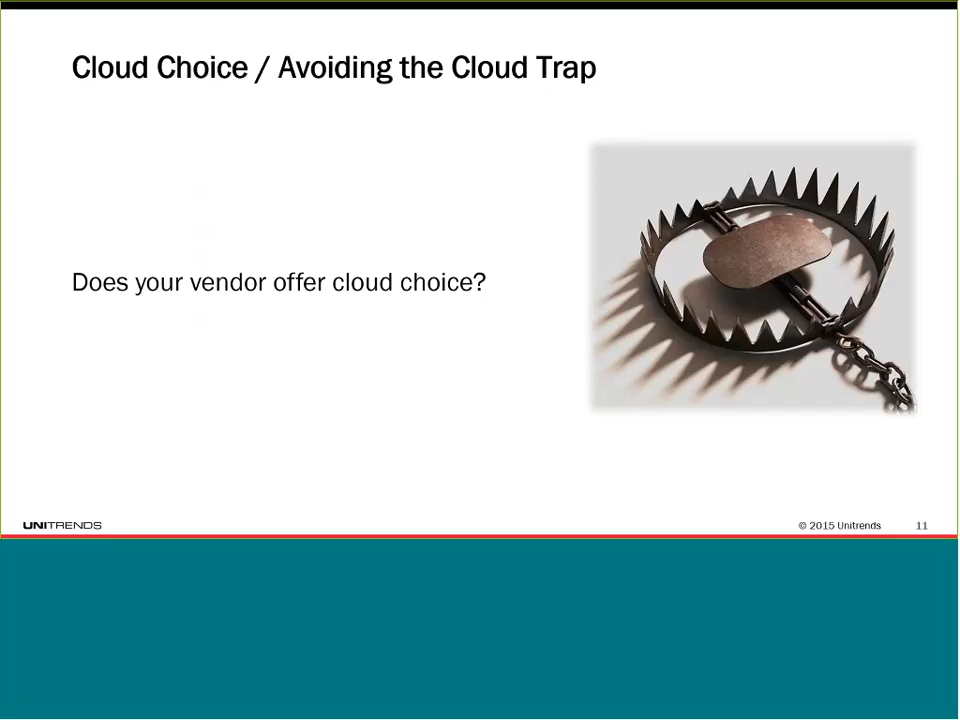 Cloud Choice / Avoiding the Cloud Trap
Does your vendor offer cloud choice?
UNITRENDS
© 2015 Unitrends 11